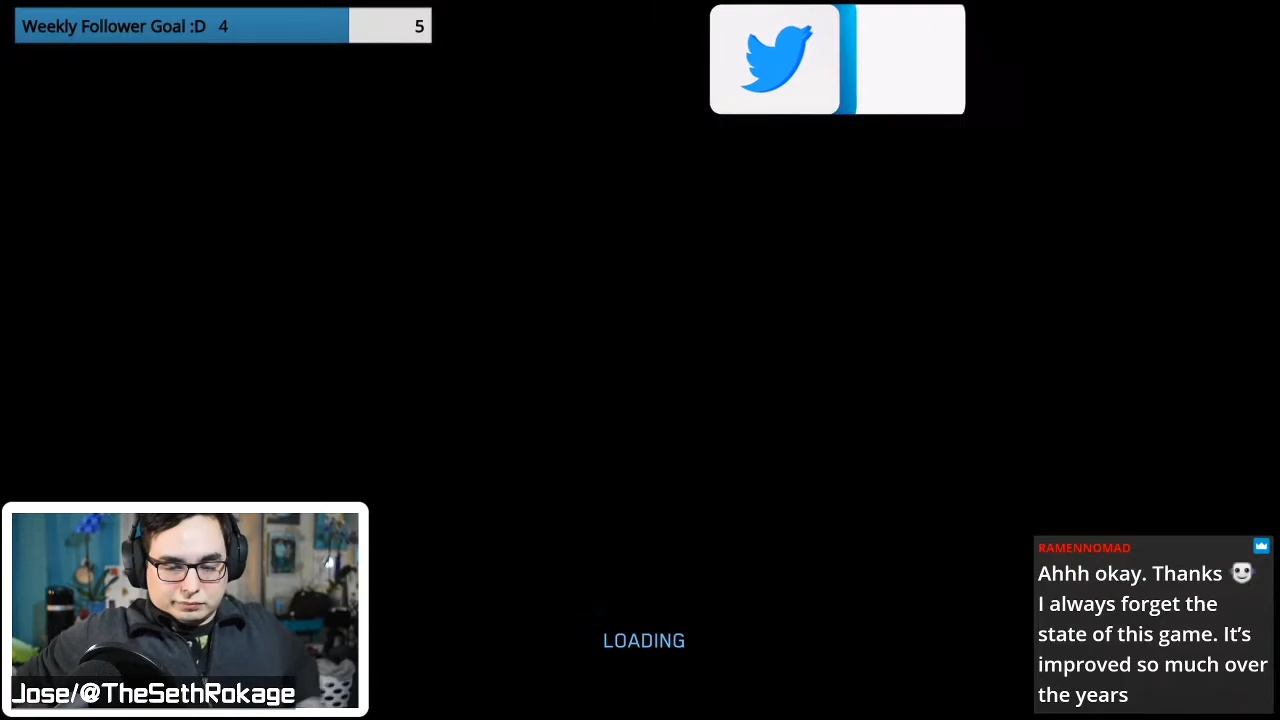 Weekly Follower Goal :D 4 5
LOADING
Jose/@TheSethRokage
RAMENNOMAD
Ahhh okay. Thanks
I always forget the
state of this game. It’s
improved so much over
the years